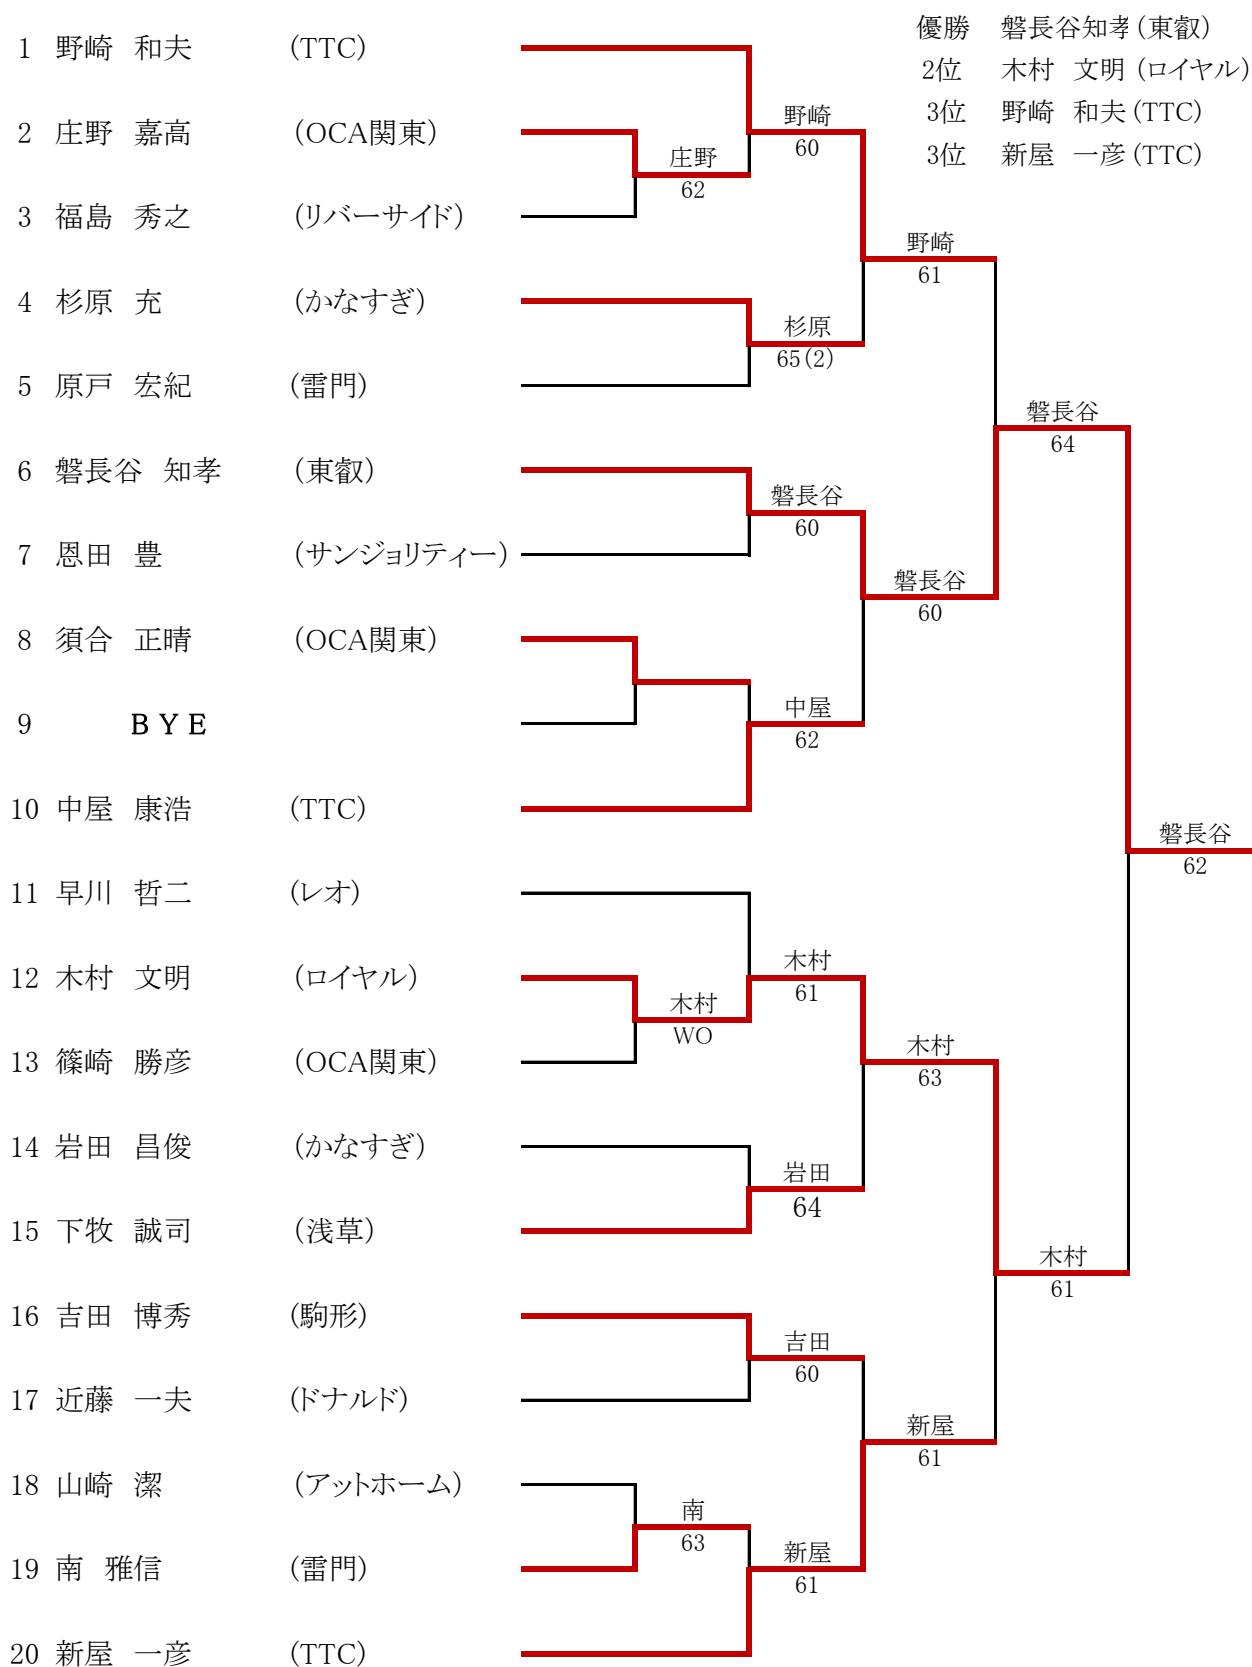 優勝 磐長谷知孝(東叡)
2位 木村 文明(ロイヤル)
3位 野崎 和夫(TTC)
3位 新屋 一彦(TTC)
1 野崎 和夫 (TTC)
2 庄野 嘉高 (OCA関東)
3 福島 秀之 (リバーサイド)
4 杉原 充 (かなすぎ)
5 原戸 宏紀 (雷門)
6 磐長谷 知孝 (東叡)
7 恩田 豊 (サンジョリティー)
8 須合 正晴 (OCA関東)
9 BYE
10 中屋 康浩 (TTC)
11 早川 哲二 (レオ)
12 木村 文明 (ロイヤル)
13 篠崎 勝彦 (OCA関東)
14 岩田 昌俊 (かなすぎ)
15 下牧 誠司 (浅草)
16 吉田 博秀 (駒形)
17 近藤 一夫 (ドナルド)
18 山崎 潔 (アットホーム)
19 南 雅信 (雷門)
20 新屋 一彦 (TTC)
庄野
62
木村
WO
南
63
野崎
60
杉原
65(2)
磐長谷
60
中屋
62
木村
61
岩田
64
吉田
60
新屋
61
野崎
61
磐長谷
60
木村
63
新屋
61
磐長谷
64
木村
61
磐長谷
62